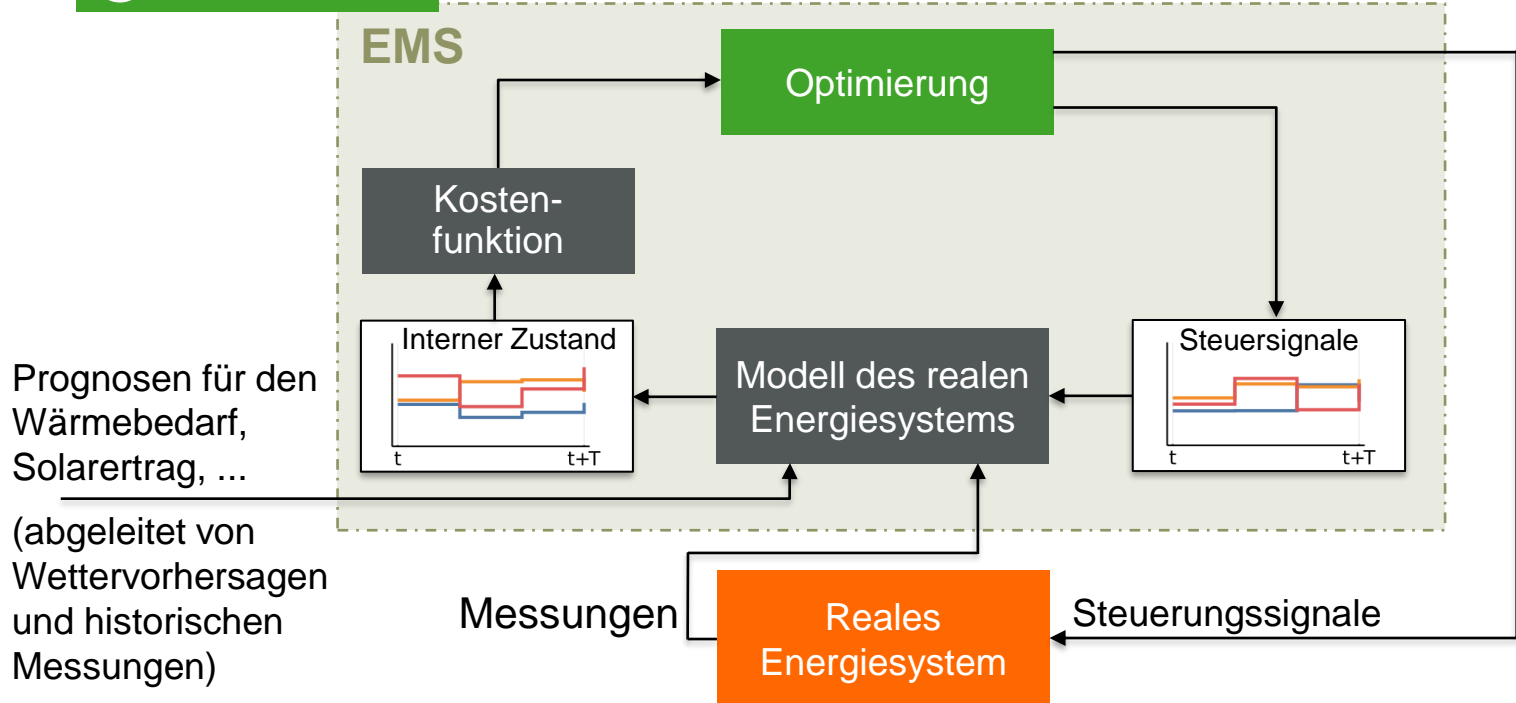 EMS
Optimierung
Kosten-
funktion
Interner Zustand
t
t+T
Modell des realen
Energiesystems
Steuersignale
t
t+T
Prognosen für den
Wärmebedarf,
Solarertrag, ...
(abgeleitet von
Wettervorhersagen
und historischen
Messungen)
Messungen
Reales
Energiesystem
Steuerungssignale